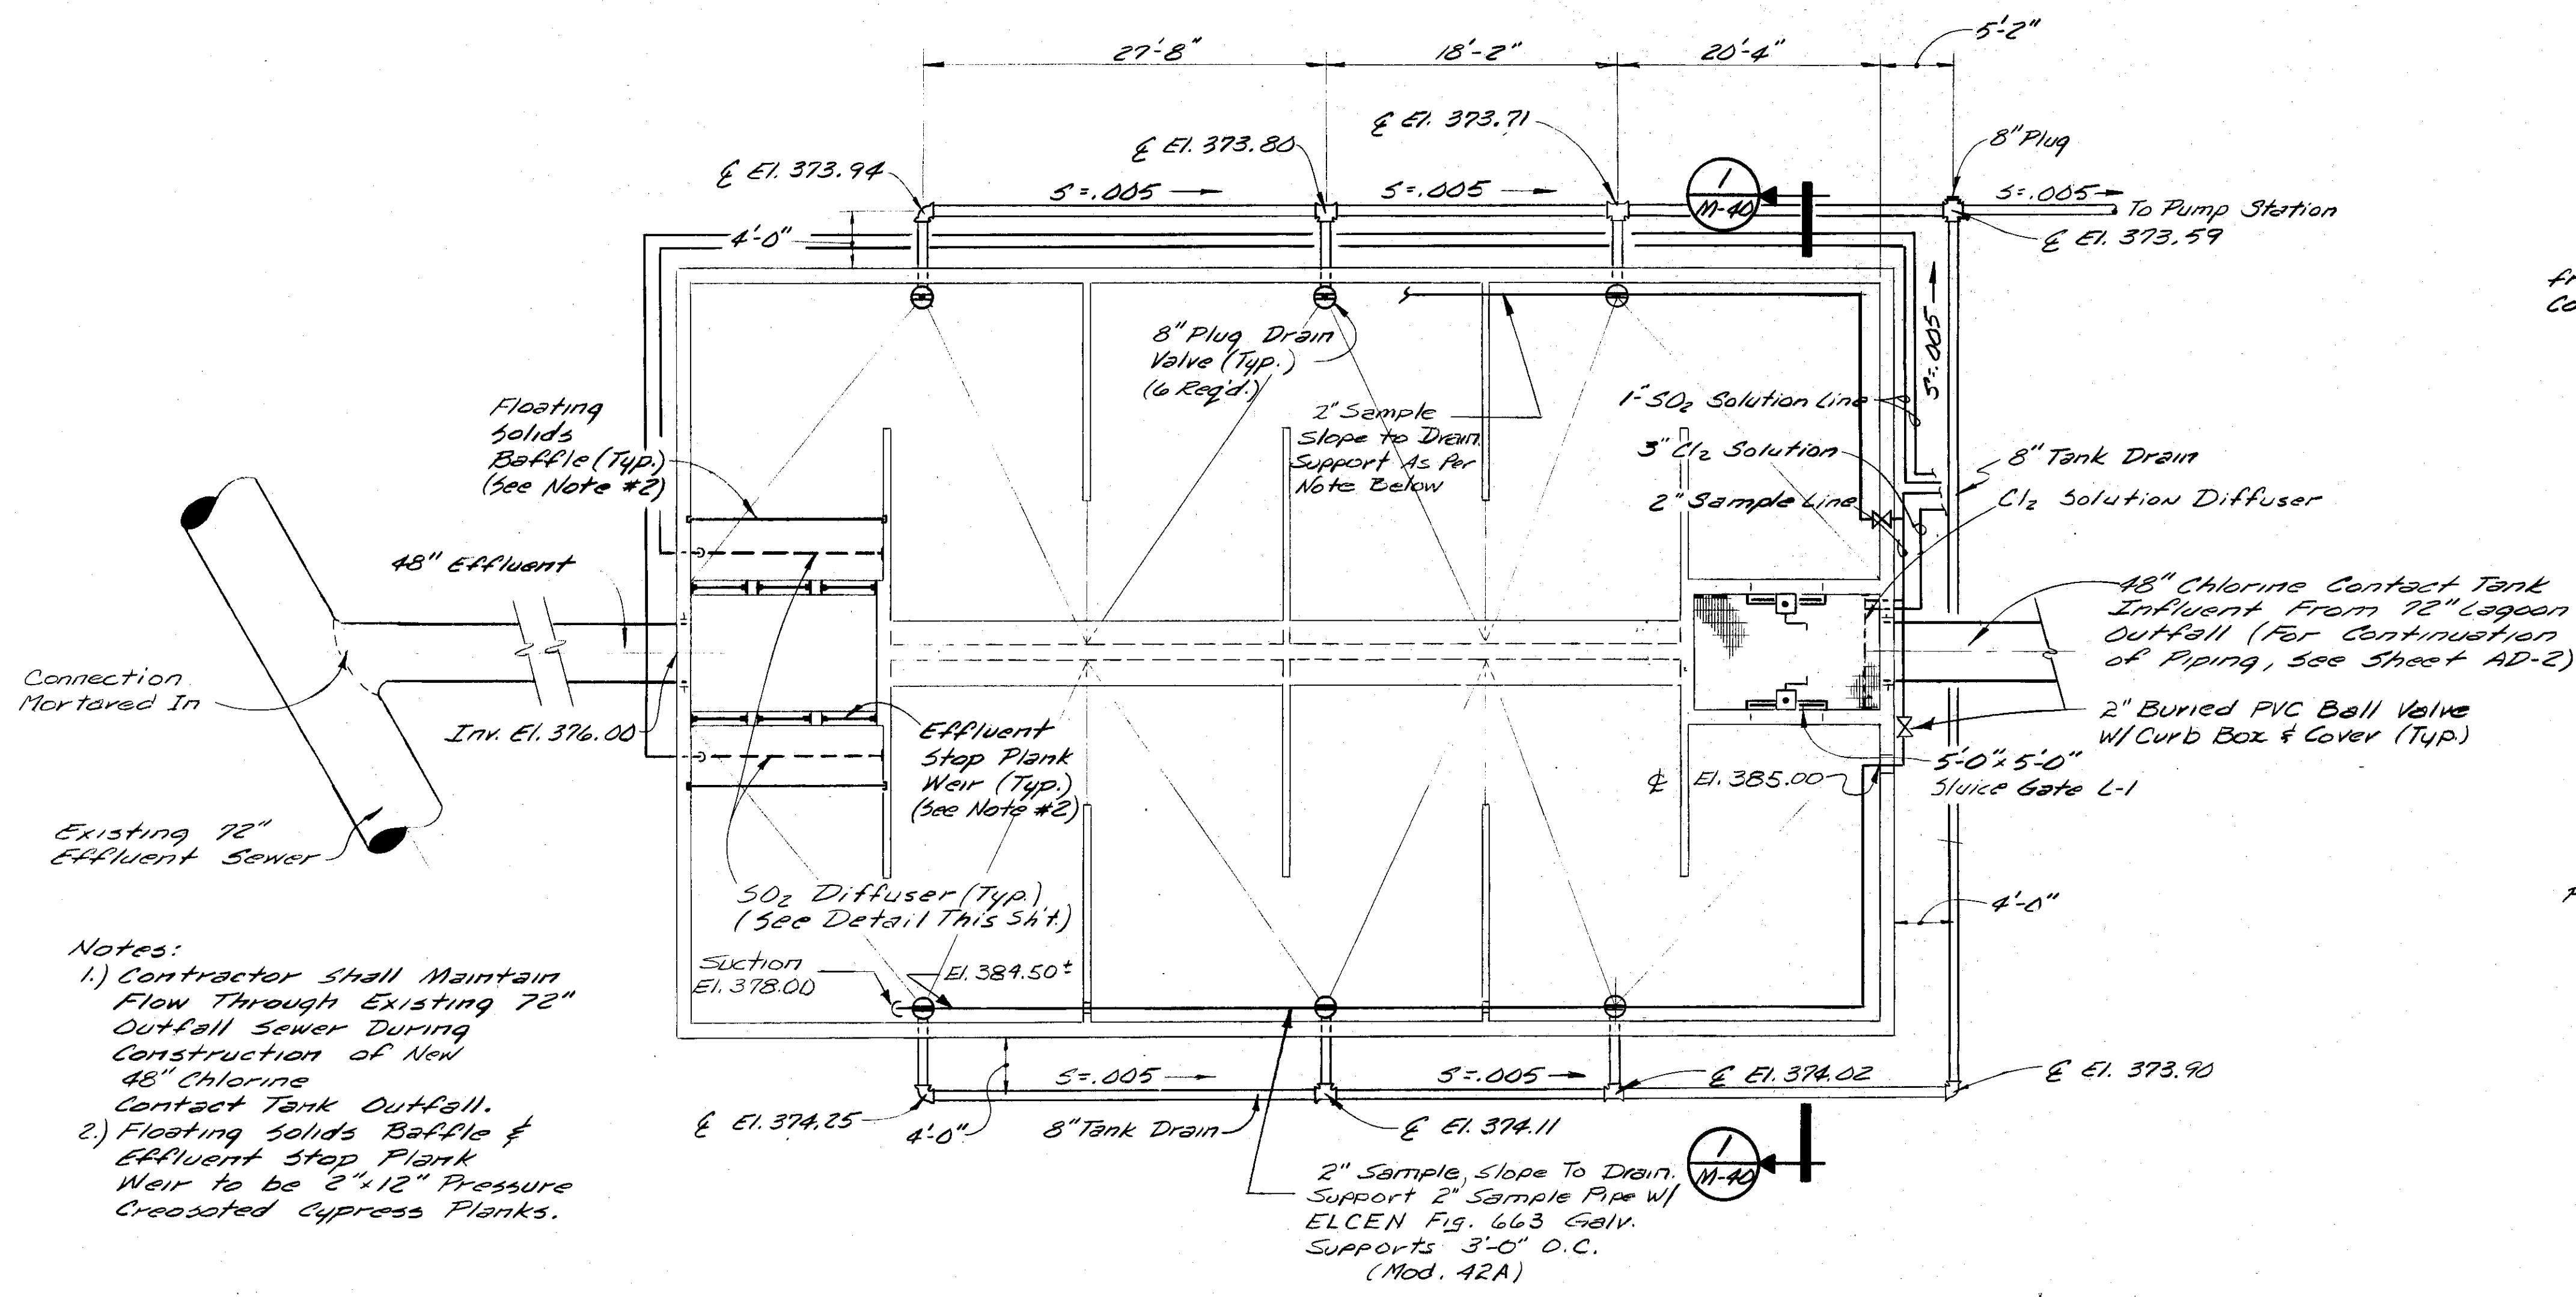 27'-8"
18'-2"
20'-4"
5'-2"
℄ El. 373.94
℄ El. 373.80
℄ El. 373.71
1
M-40
8" Plug
S=.005
S=.005
S=.005
To Pump Station
℄ El. 373.59
4'-0"
8" Plug Drain
Valve (Typ.)
(6 Req'd.)
2" Sample
Slope to Drain
Support As Per
Note Below
S=.005
1" SO2 Solution Line
3" Cl2 Solution
2" Sample Line
8" Tank Drain
Cl2 Solution Diffuser
Floating
Solids
Baffle (Typ.)
(See Note #2)
48" Effluent
48" Chlorine Contact Tank
Influent From 72" Lagoon
Outfall (For Continuation
of Piping, See Sheet AD-2)
Connection
Mortared In
Inv. El. 376.00
Effluent
Stop Plank
Weir (Typ.)
(See Note #2)
2" Buried PVC Ball Valve
W/ Curb Box & Cover (Typ.)
℄ El. 385.00
5'-0" x 5'-0"
Sluice Gate L-1
Existing 72"
Effluent Sewer
SO2 Diffuser (Typ.)
(See Detail This Sh't.)
4'-0"
Suction
El. 378.00
El. 384.50±
Notes:
1.) Contractor Shall Maintain
Flow Through Existing 72"
Outfall Sewer During
Construction of New
48" Chlorine
Contact Tank Outfall.
2.) Floating Solids Baffle &
Effluent Stop Plank
Weir to be 2"x12" Pressure
Creosoted Cypress Planks.
S=.005
S=.005
℄ El. 374.02
℄ El. 373.90
℄ El. 374.25
4'-0"
8" Tank Drain
℄ El. 374.11
1
M-40
2" Sample, Slope To Drain.
Support 2" Sample Pipe W/
ELCEN Fig. 663 Galv.
Supports 3'-0" O.C.
(Mod. 42A)